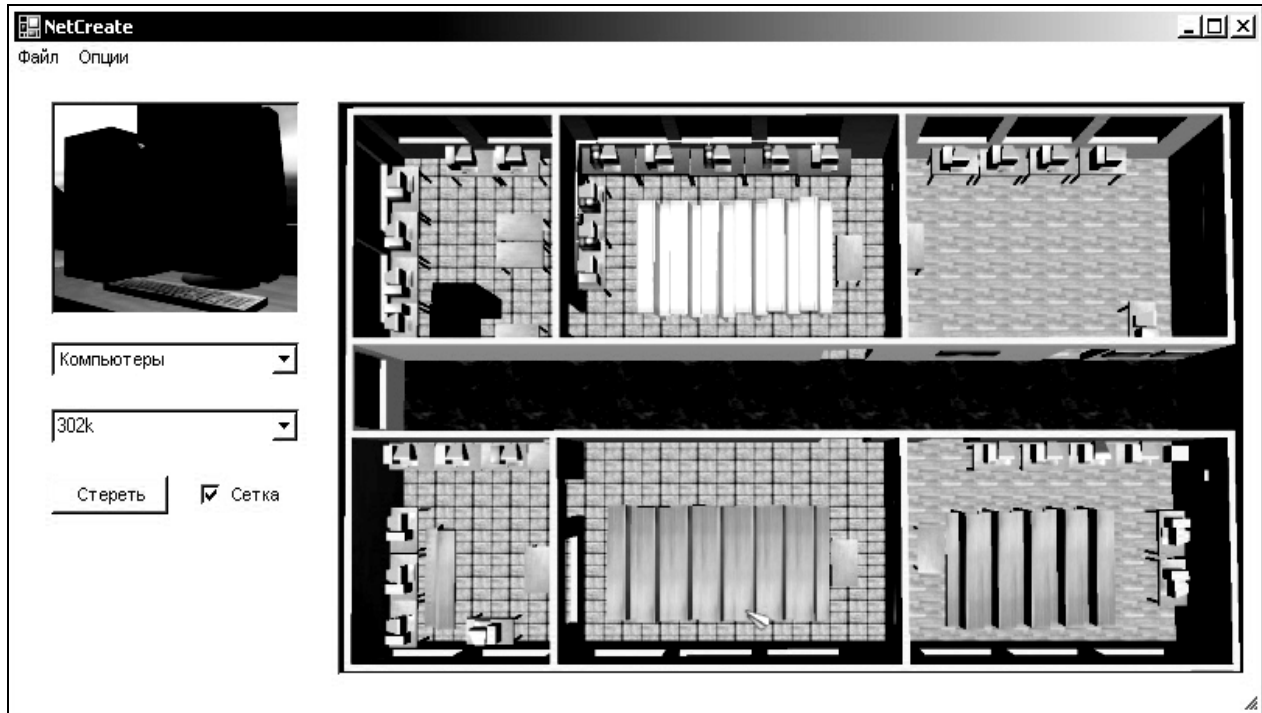 NetCreate
Файл Опции
Компьютеры
302k
Стереть
Сетка